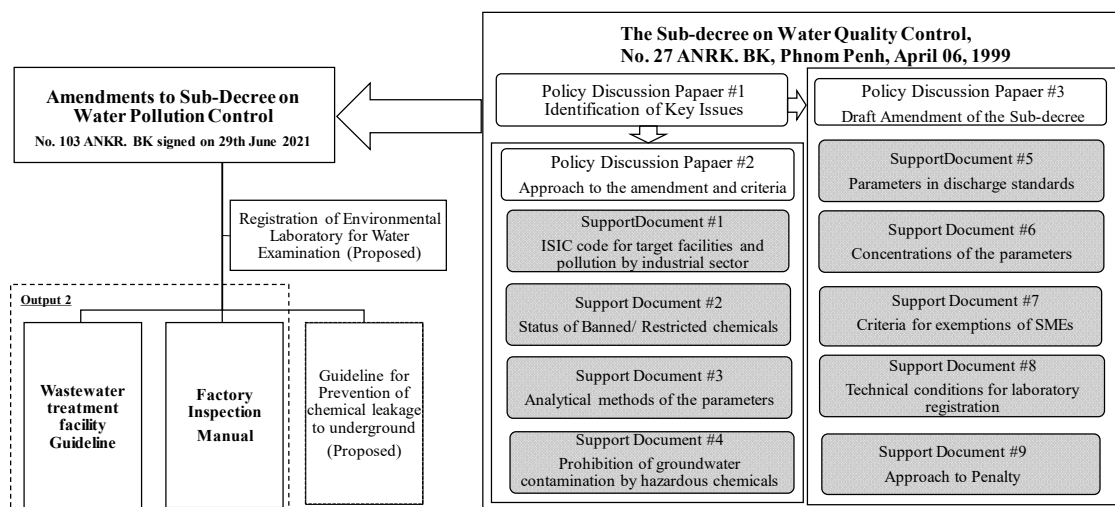 Amendments to Sub-Decree on
Water Pollution Control
No. 103 ANKR. BK signed on 29th June 2021
Registration of Environmental
Laboratory for Water
Examination (Proposed)
Output 2
Wastewater
treatment
facility
Guideline
Factory
Inspection
Manual
Guideline for
Prevention of
chemical leakage
to underground
(Proposed)
The Sub-decree on Water Quality Control,
No. 27 ANRK. BK, Phnom Penh, April 06, 1999
Policy Discussion Papaer #1
Identification of Key Issues
Policy Discussion Papaer #2
Approach to the amendment and criteria
SupportDocument #1
ISIC code for target facilities and
pollution by industrial sector
Support Document #2
Status of Banned/ Restricted chemicals
Support Document #3
Analytical methods of the parameters
Support Document #4
Prohibition of groundwater
contamination by hazardous chemicals
Policy Discussion Papaer #3
Draft Amendment of the Sub-decree
SupportDocument #5
Parameters in discharge standards
Support Document #6
Concentrations of the parameters
Support Document #7
Criteria for exemptions of SMEs
Support Document #8
Technical conditions for laboratory
registration
Support Document #9
Approach to Penalty